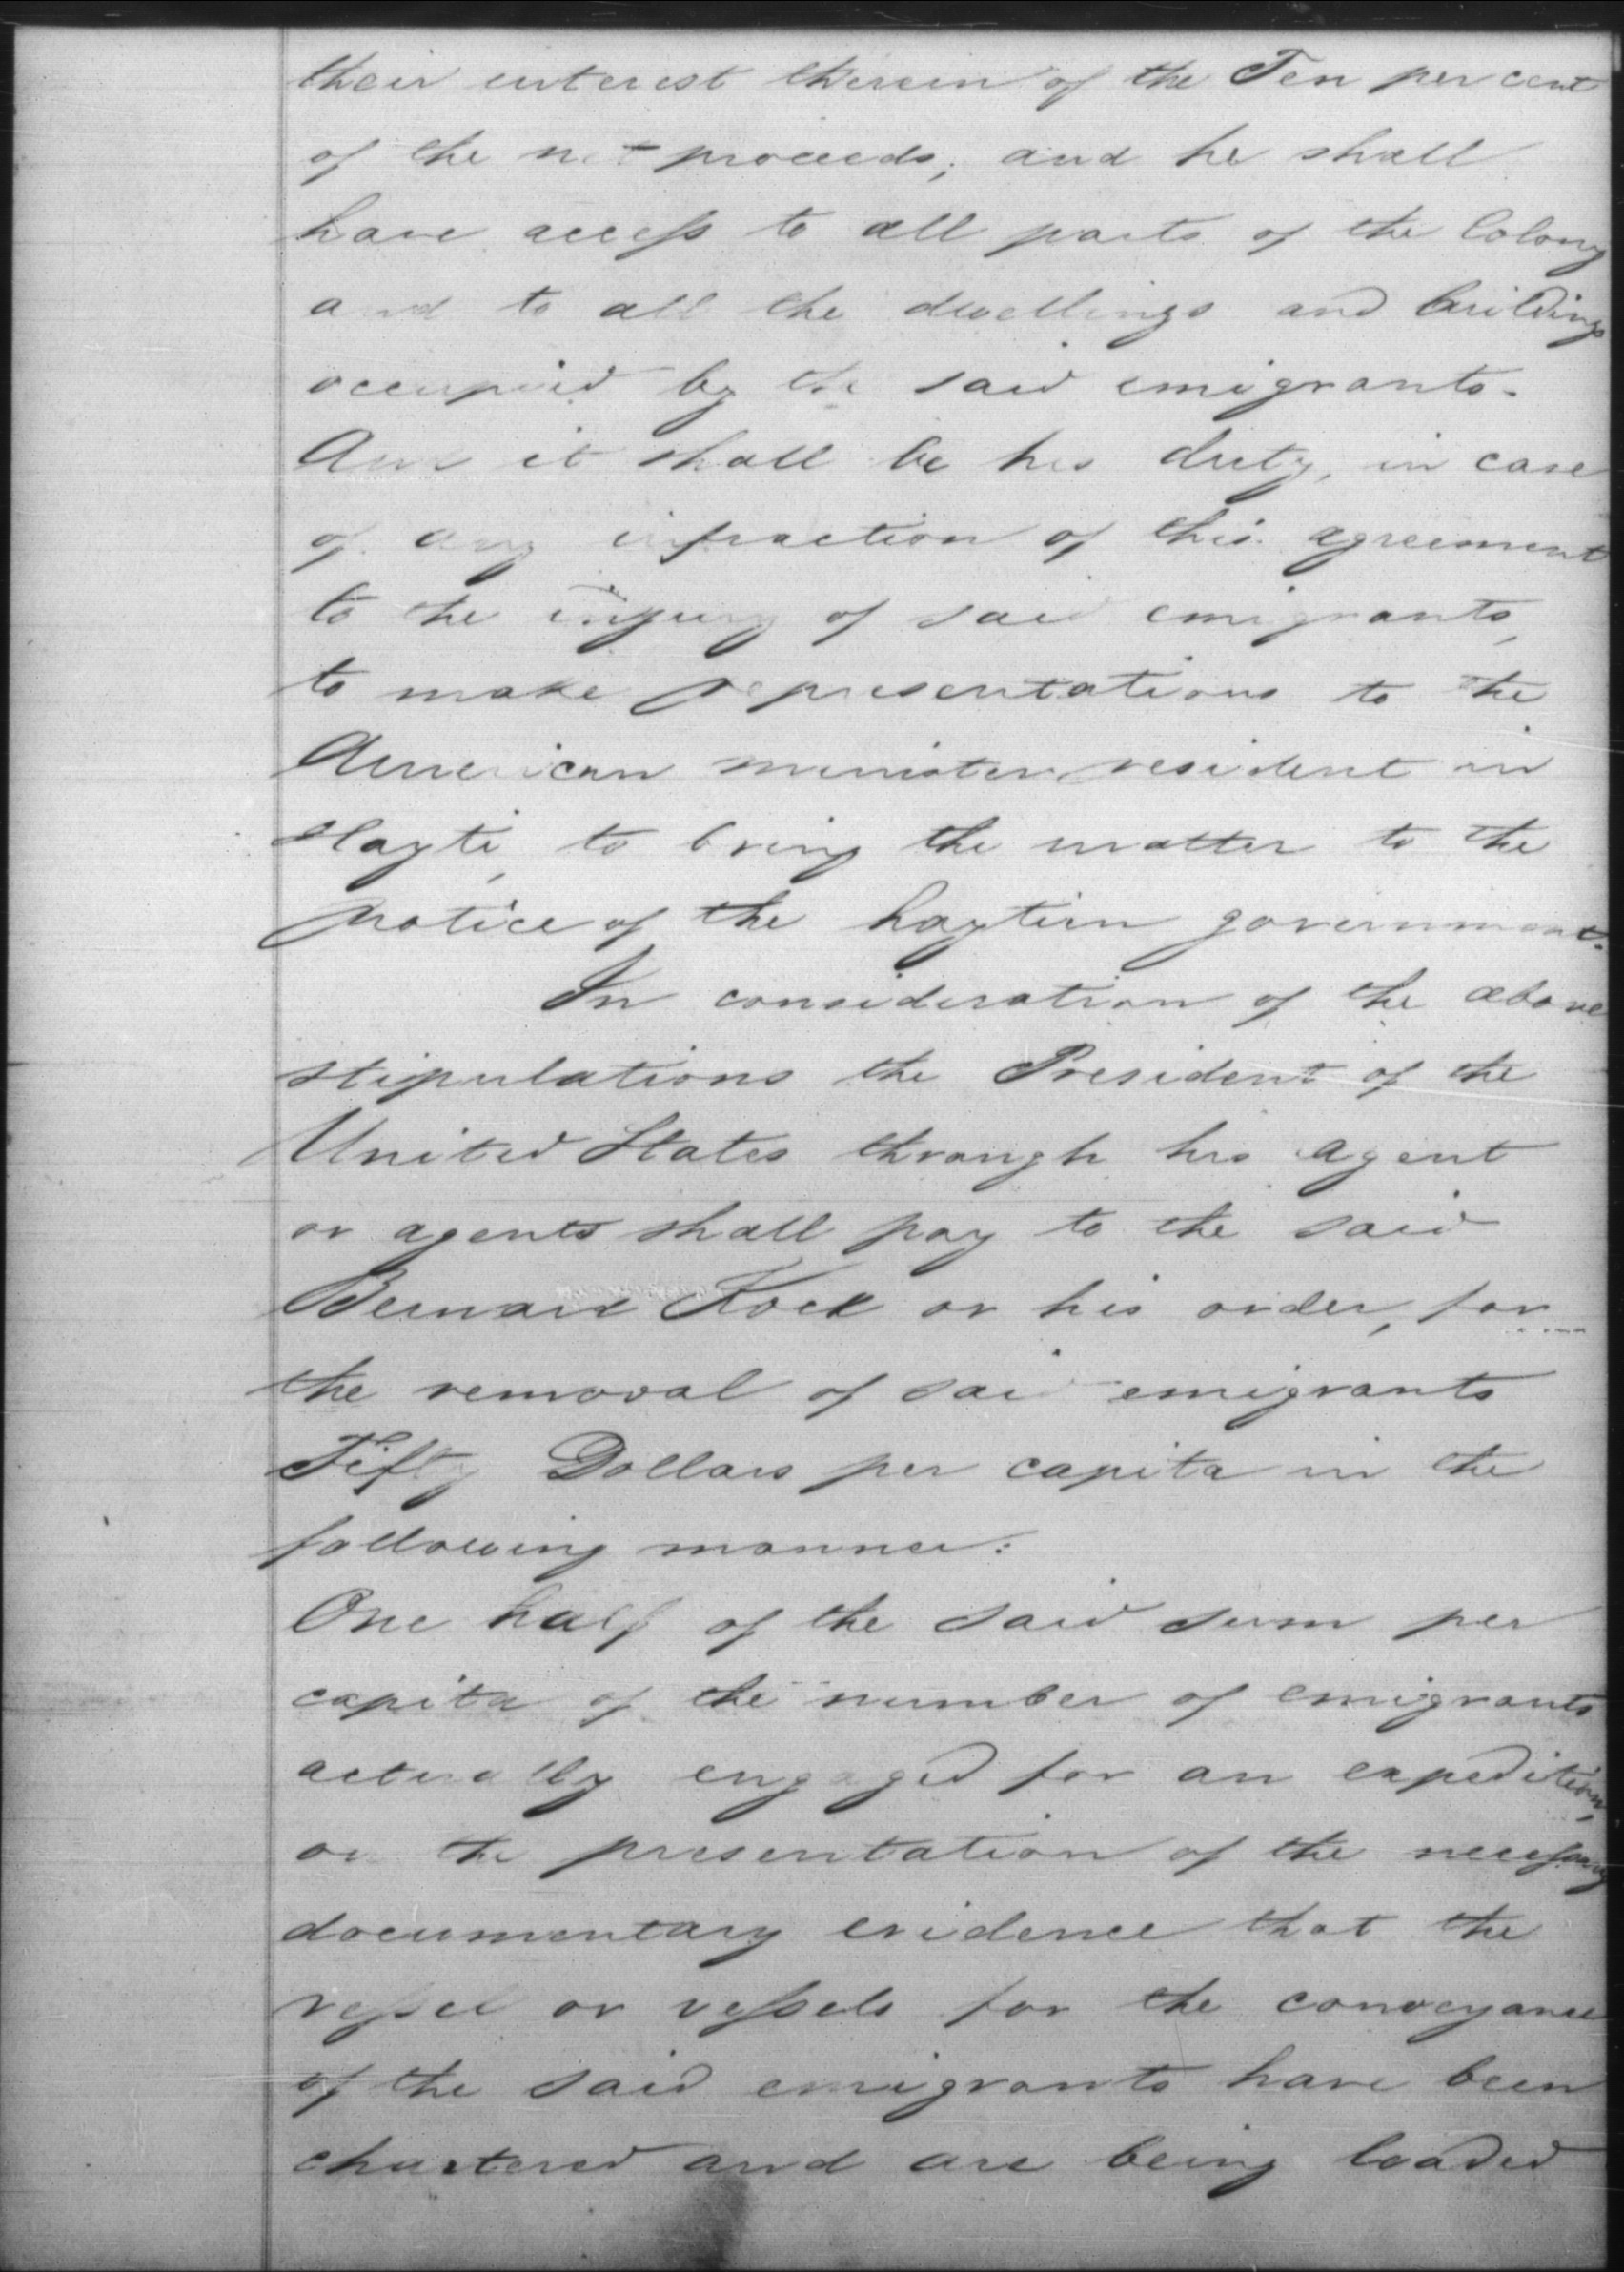 their interest therein of the Ten per cent
of the net proceeds; and he shall
have access to all parts of the Colony
and to all the dwellings and buildings
occupied by the said emigrants.
And it shall be his duty, in case
of any infraction of this agreement
to the injury of said emigrants,
to make representations to the
American minister resident in
Hayti, to bring the matter to the
notice of the haytien government.
In consideration of the above
stipulations the President of the
United States through his agent
or agents shall pay to the said
Bernard Kock or his order, for
the removal of said emigrants
Fifty Dollars per capita in the
following manner:
One half of the said sum per
capita of the number of emigrants
actually engaged for an expedition,
on the presentation of the necessary
documentary evidence that the
vessel or vessels for the conveyance
of the said emigrants have been
chartered and are being loaded